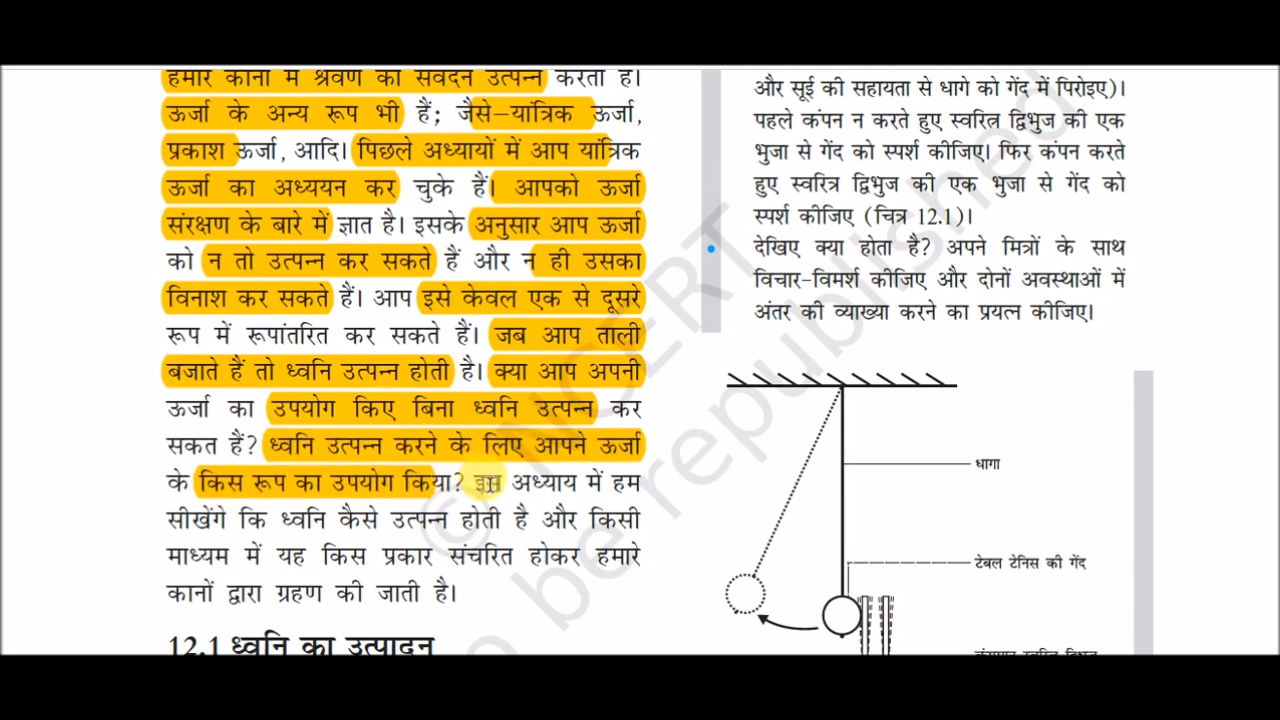 हमारे कानों में श्रवण का संवेदन उत्पन्न करती है।
ऊर्जा के अन्य रूप भी हैं; जैसे–यांत्रिक ऊर्जा,
प्रकाश ऊर्जा, आदि। पिछले अध्यायों में आप यांत्रिक
ऊर्जा का अध्ययन कर चुके हैं। आपको ऊर्जा
संरक्षण के बारे में ज्ञात है। इसके अनुसार आप ऊर्जा
को न तो उत्पन्न कर सकते हैं और न ही उसका
विनाश कर सकते हैं। आप इसे केवल एक से दूसरे
रूप में रूपांतरित कर सकते हैं। जब आप ताली
बजाते हैं तो ध्वनि उत्पन्न होती है। क्या आप अपनी
ऊर्जा का उपयोग किए बिना ध्वनि उत्पन्न कर
सकत हैं? ध्वनि उत्पन्न करने के लिए आपने ऊर्जा
के किस रूप का उपयोग किया? इस अध्याय में हम
सीखेंगे कि ध्वनि कैसे उत्पन्न होती है और किसी
माध्यम में यह किस प्रकार संचरित होकर हमारे
कानों द्वारा ग्रहण की जाती है।
12.1 ध्वनि का उत्पादन
और सूई की सहायता से धागे को गेंद में पिरोइए)।
पहले कंपन न करते हुए स्वरित्र द्विभुज की एक
भुजा से गेंद को स्पर्श कीजिए। फिर कंपन करते
हुए स्वरित्र द्विभुज की एक भुजा से गेंद को
स्पर्श कीजिए (चित्र 12.1)।
देखिए क्या होता है? अपने मित्रों के साथ
विचार-विमर्श कीजिए और दोनों अवस्थाओं में
अंतर की व्याख्या करने का प्रयत्न कीजिए।
धागा
टेबल टेनिस की गेंद
© NCERT
o be republished